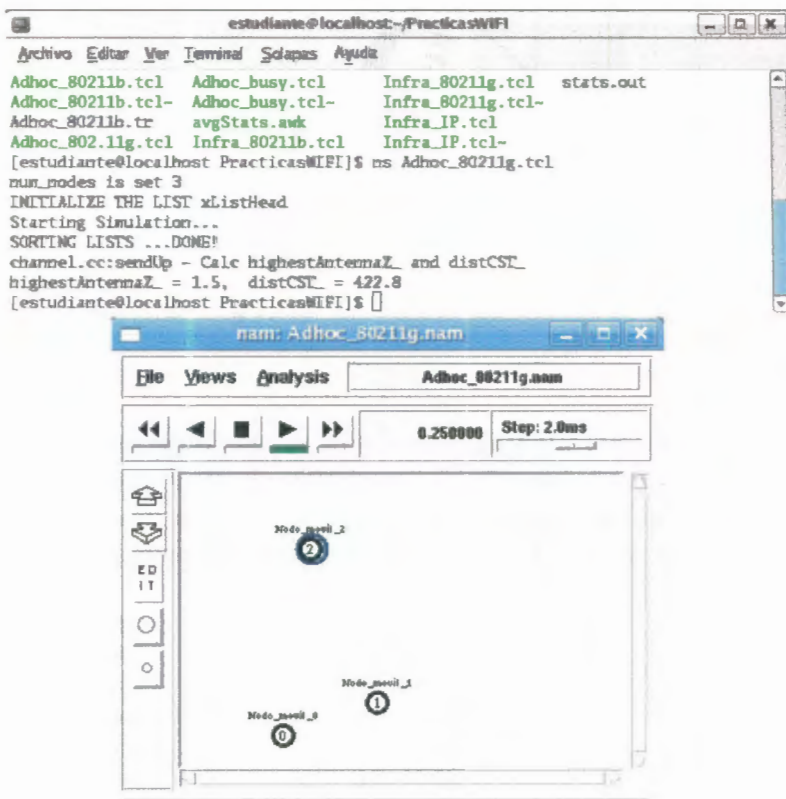 estudiante@localhost:~/PracticasWIFI
Archivo Editar Ver Terminal Solapas Ayuda
Adhoc_80211b.tcl Adhoc_busy.tcl Infra_80211g.tcl stats.out
Adhoc_80211b.tcl~ Adhoc_busy.tcl~ Infra_80211g.tcl~
Adhoc_80211b.tr avgStats.awk Infra_IP.tcl
Adhoc_802.11g.tcl Infra_80211b.tcl Infra_IP.tcl~
[estudiante@localhost PracticasWIFI]$ ns Adhoc_80211g.tcl
num_nodes is set 3
INITIALIZE THE LIST xListHead
Starting Simulation...
SORTING LISTS ...DONE!
channel.cc:sendUp - Calc highestAntennaZ_ and distCST_
highestAntennaZ_ = 1.5, distCST_ = 422.8
[estudiante@localhost PracticasWIFI]$
nam: Adhoc_80211g.nam
File Views Analysis Adhoc_80211g.nam
0.250000 Step: 2.0ms
ED
IT
Nodo_movil_2
2
Nodo_movil_1
1
Nodo_movil_0
0